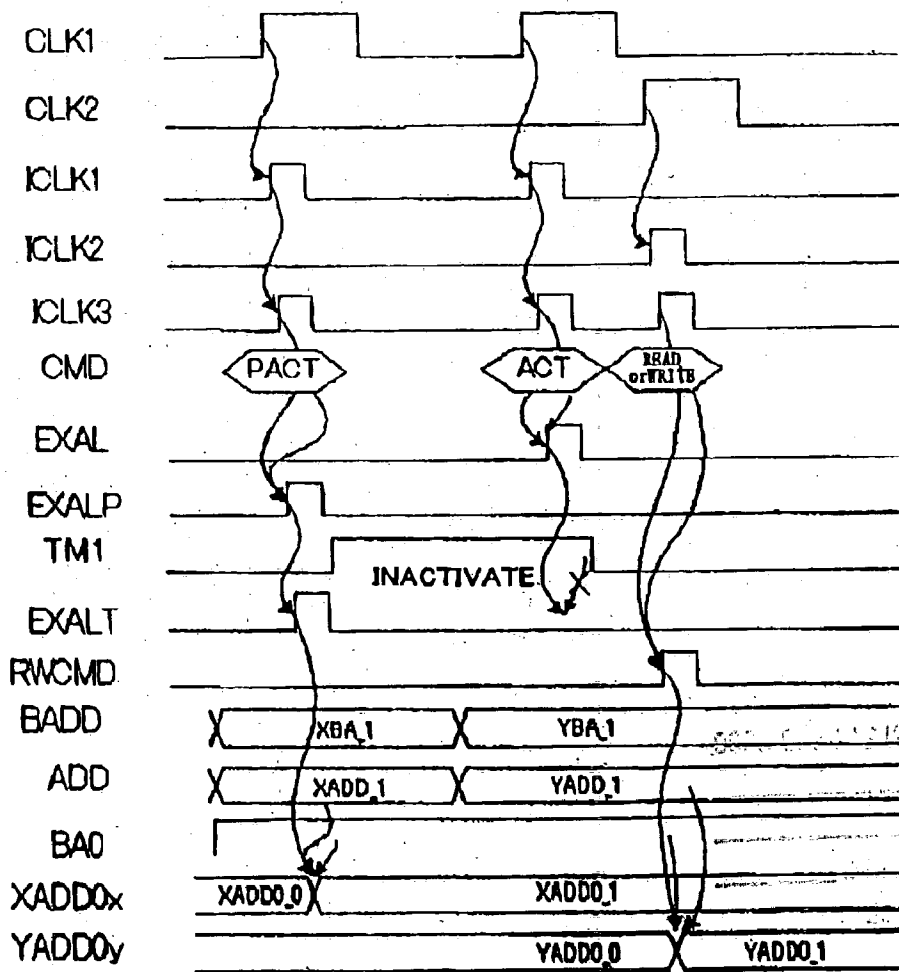 CLK1
CLK2
ICLK1
ICLK2
ICLK3
CMD PACT ACT READ
orWRITE
EXAL
EXALP
TM1
INACTIVATE
EXALT
RWCMD
BADD XBA_1 YBA_1
ADD XADD_1 YADD_1
BA0
XADD0x XADD0_0 XADD0_1
YADD0y YADD0_0 YADD0_1